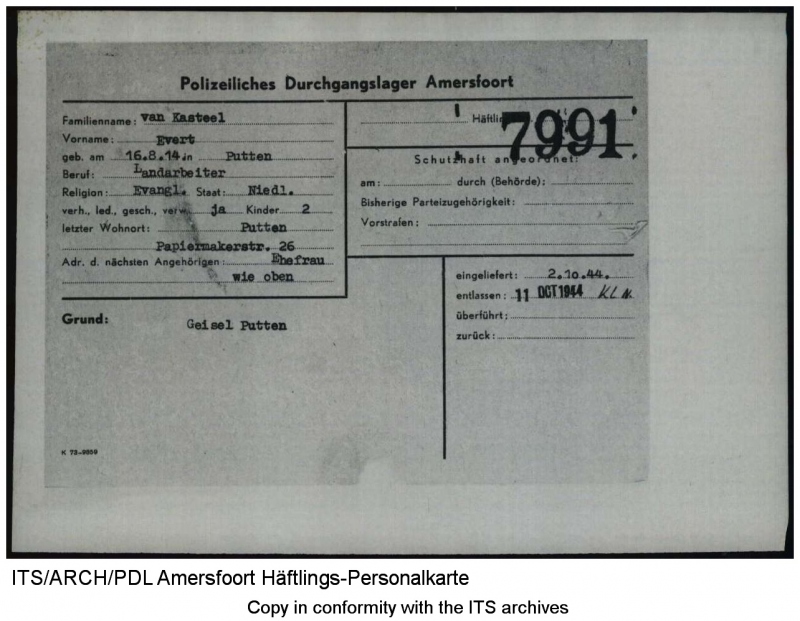 Polizeiliches Durchgangslager Amersfoort
Familienname: van Kasteel
Vorname: Evert
geb. am 16.8.14 in Putten
Beruf: Landarbeiter
Religion: Evangl. Staat: Niedl.
verh., led., gesch., verw. ja Kinder 2
letzter Wohnort: Putten
Papiermakerstr. 26
Adr. d. nächsten Angehörigen: Ehefrau
wie oben
Grund: Geisel Putten
K 73-9859
7991
Schutzhaft angeordnet:
am: durch (Behörde):
Bisherige Parteizugehörigkeit:
Vorstrafen:
eingeliefert: 2.10.44.
entlassen: 11 OCT 1944 KLN
überführt:
zurück:
ITS/ARCH/PDL Amersfoort Häftlings-Personalkarte
Copy in conformity with the ITS archives